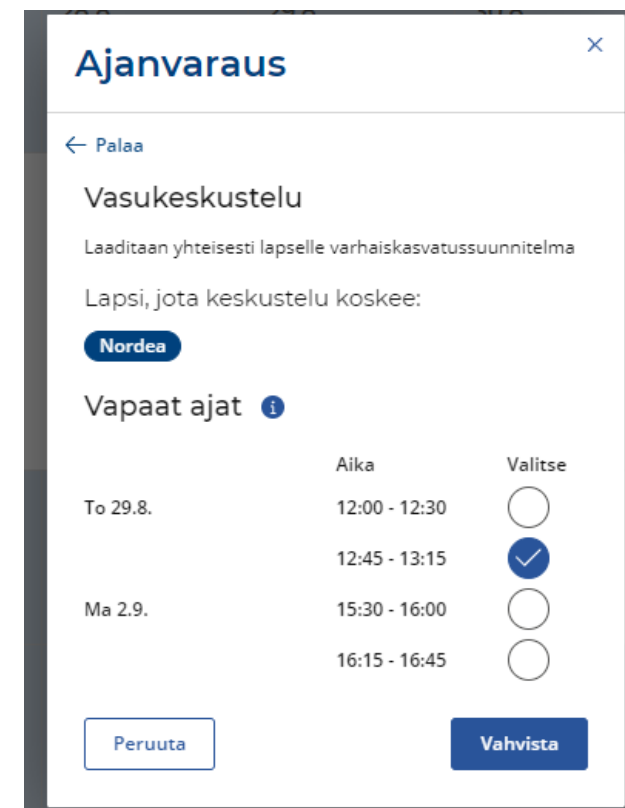 Ajanvaraus
Palaa
Vasukeskustelu
Laaditaan yhteisesti lapselle varhaiskasvatussuunnitelma
Lapsi, jota keskustelu koskee:
Nordea
Vapaat ajat i
Aika Valitse
To 29.8. 12:00 - 12:30
12:45 - 13:15
Ma 2.9. 15:30 - 16:00
16:15 - 16:45
Peruuta Vahvista